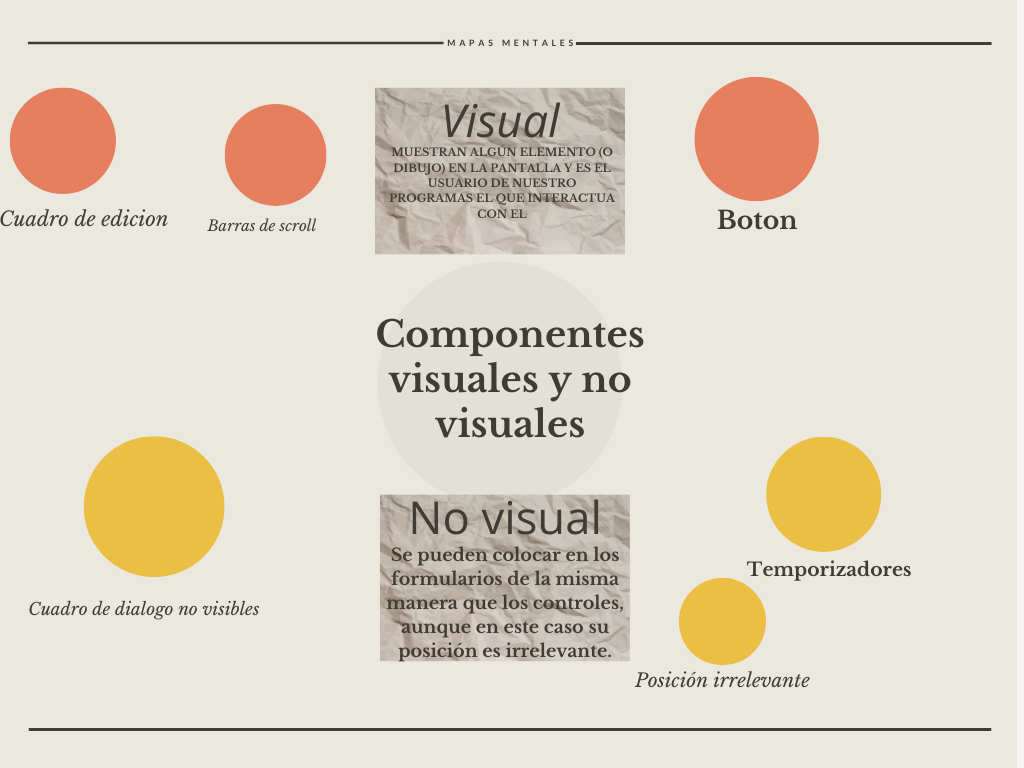 MAPAS MENTALES
Visual
MUESTRAN ALGÚN ELEMENTO (O
DIBUJO) EN LA PANTALLA Y ES EL
USUARIO DE NUESTRO
PROGRAMAS EL QUE INTERACTUA
CON EL
Cuadro de edicion
Barras de scroll
Boton
Componentes
visuales y no
visuales
No visual
Se pueden colocar en los
formularios de la misma
manera que los controles,
aunque en este caso su
posición es irrelevante.
Cuadro de dialogo no visibles
Temporizadores
Posición irrelevante